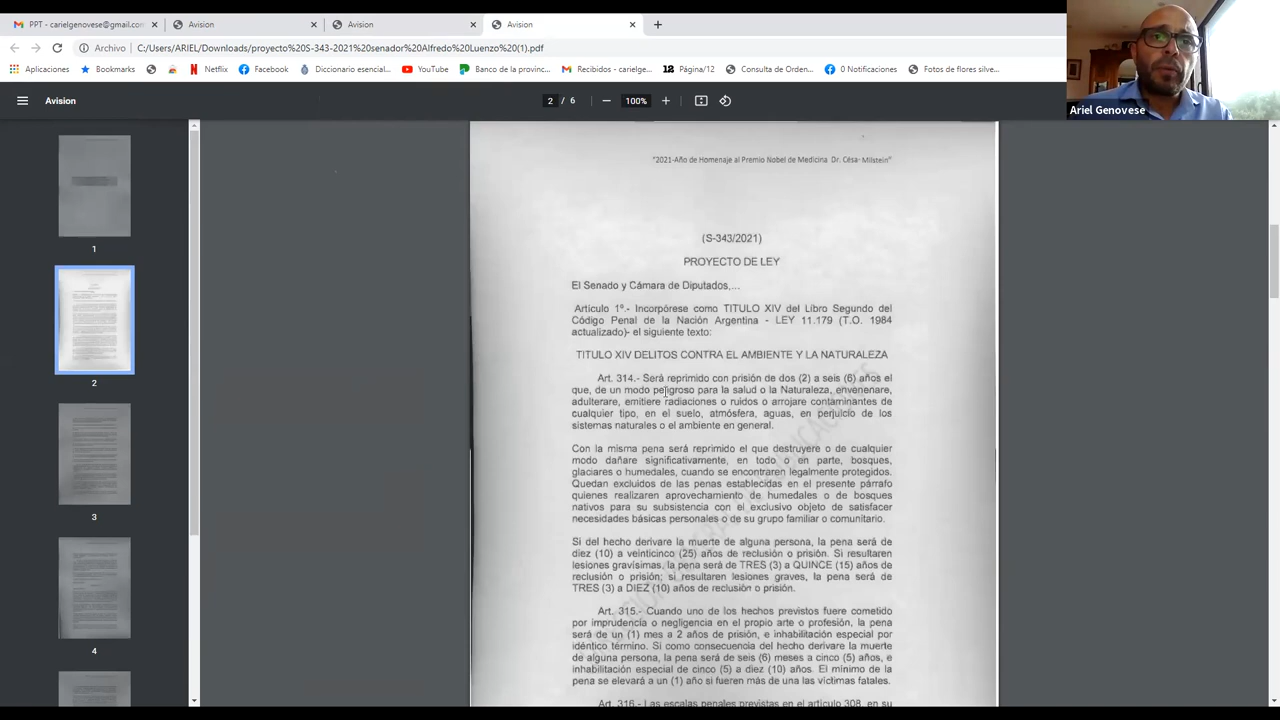 PPT - carielgenovese@gmail.com
Avision
Avision
Avision
Archivo
C:/Users/ARIEL/Downloads/proyecto%20S-343-2021%20senador%20Alfredo%20Luenzo%20(1).pdf
Aplicaciones
Bookmarks
Netflix
Facebook
Diccionario esencial...
YouTube
Banco de la provinc...
Recibidos - carielge...
12 Página/12
Consulta de Orden...
0 Notificaciones
Fotos de flores silve...
Ariel Genovese
Avision
2 / 6
100%
1
2
3
4
"2021-Año de Homenaje al Premio Nobel de Medicina Dr. Césa- Milstein"
(S-343/2021)
PROYECTO DE LEY
El Senado y Cámara de Diputados,...
Artículo 1º.- Incorpórese como TITULO XIV del Libro Segundo del
Código Penal de la Nación Argentina - LEY 11.179 (T.O. 1984
actualizado)- el siguiente texto:
TITULO XIV DELITOS CONTRA EL AMBIENTE Y LA NATURALEZA
Art. 314.- Será reprimido con prisión de dos (2) a seis (6) años el
que, de un modo peligroso para la salud o la Naturaleza, envenenare,
adulterare, emitiere radiaciones o ruidos o arrojare contaminantes de
cualquier tipo, en el suelo, atmósfera, aguas, en perjuicio de los
sistemas naturales o el ambiente en general.
Con la misma pena será reprimido el que destruyere o de cualquier
modo dañare significativamente, en todo o en parte, bosques,
glaciares o humedales, cuando se encontraren legalmente protegidos.
Quedan excluidos de las penas establecidas en el presente párrafo
quienes realizaren aprovechamiento de humedales o de bosques
nativos para su subsistencia con el exclusivo objeto de satisfacer
necesidades básicas personales o de su grupo familiar o comunitario.
Si del hecho derivare la muerte de alguna persona, la pena será de
diez (10) a veinticinco (25) años de reclusión o prisión. Si resultaren
lesiones gravísimas, la pena será de TRES (3) a QUINCE (15) años de
reclusión o prisión; si resultaren lesiones graves, la pena será de
TRES (3) a DIEZ (10) años de reclusión o prisión.
Art. 315.- Cuando uno de los hechos previstos fuere cometido
por imprudencia o negligencia en el propio arte o profesión, la pena
será de un (1) mes a 2 años de prisión, e inhabilitación especial por
idéntico término. Si como consecuencia del hecho derivare la muerte
de alguna persona, la pena será de seis (6) meses a cinco (5) años, e
inhabilitación especial de cinco (5) a diez (10) años. El mínimo de la
pena se elevará a un (1) año si fueren más de una las víctimas fatales.
Art. 316.- Las escalas penales previstas en el artículo 308, en su